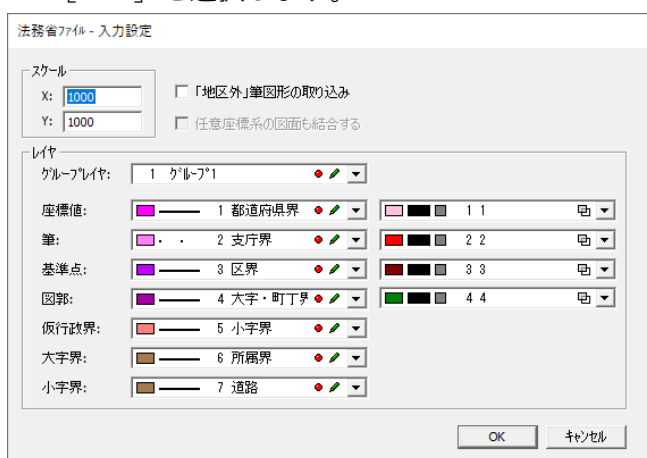 法務省ﾌｧｲﾙ - 入力設定
ｽｹｰﾙ
X: 1000
Y: 1000
「地区外」筆図形の取り込み
任意座標系の図面も結合する
ﾚｲﾔ
ｸﾞﾙｰﾌﾟﾚｲﾔ: 1 ｸﾞﾙｰﾌﾟ1
座標値: 1 都道府県界 1 1
筆: 2 支庁界 2 2
基準点: 3 区界 3 3
図郭: 4 大字・町丁界 4 4
仮行政界: 5 小字界
大字界: 6 所属界
小字界: 7 道路
OK ｷｬﾝｾﾙ